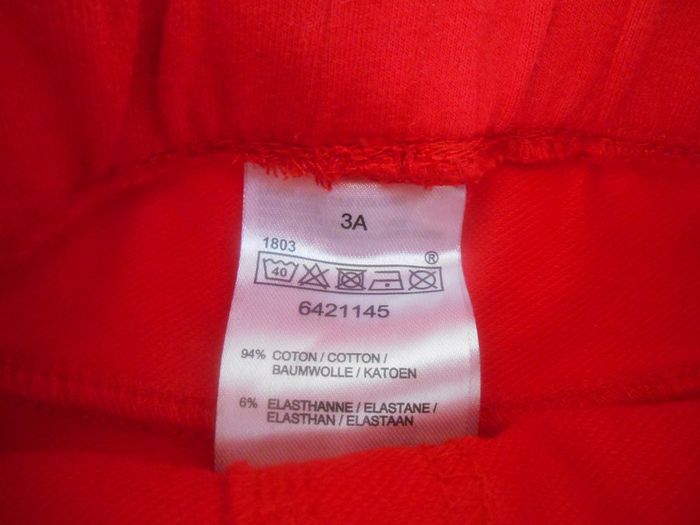 3A
1803
®
40
6421145
94% COTON / COTTON /
BAUMWOLLE / KATOEN
6% ELASTHANNE / ELASTANE /
ELASTHAN / ELASTAAN